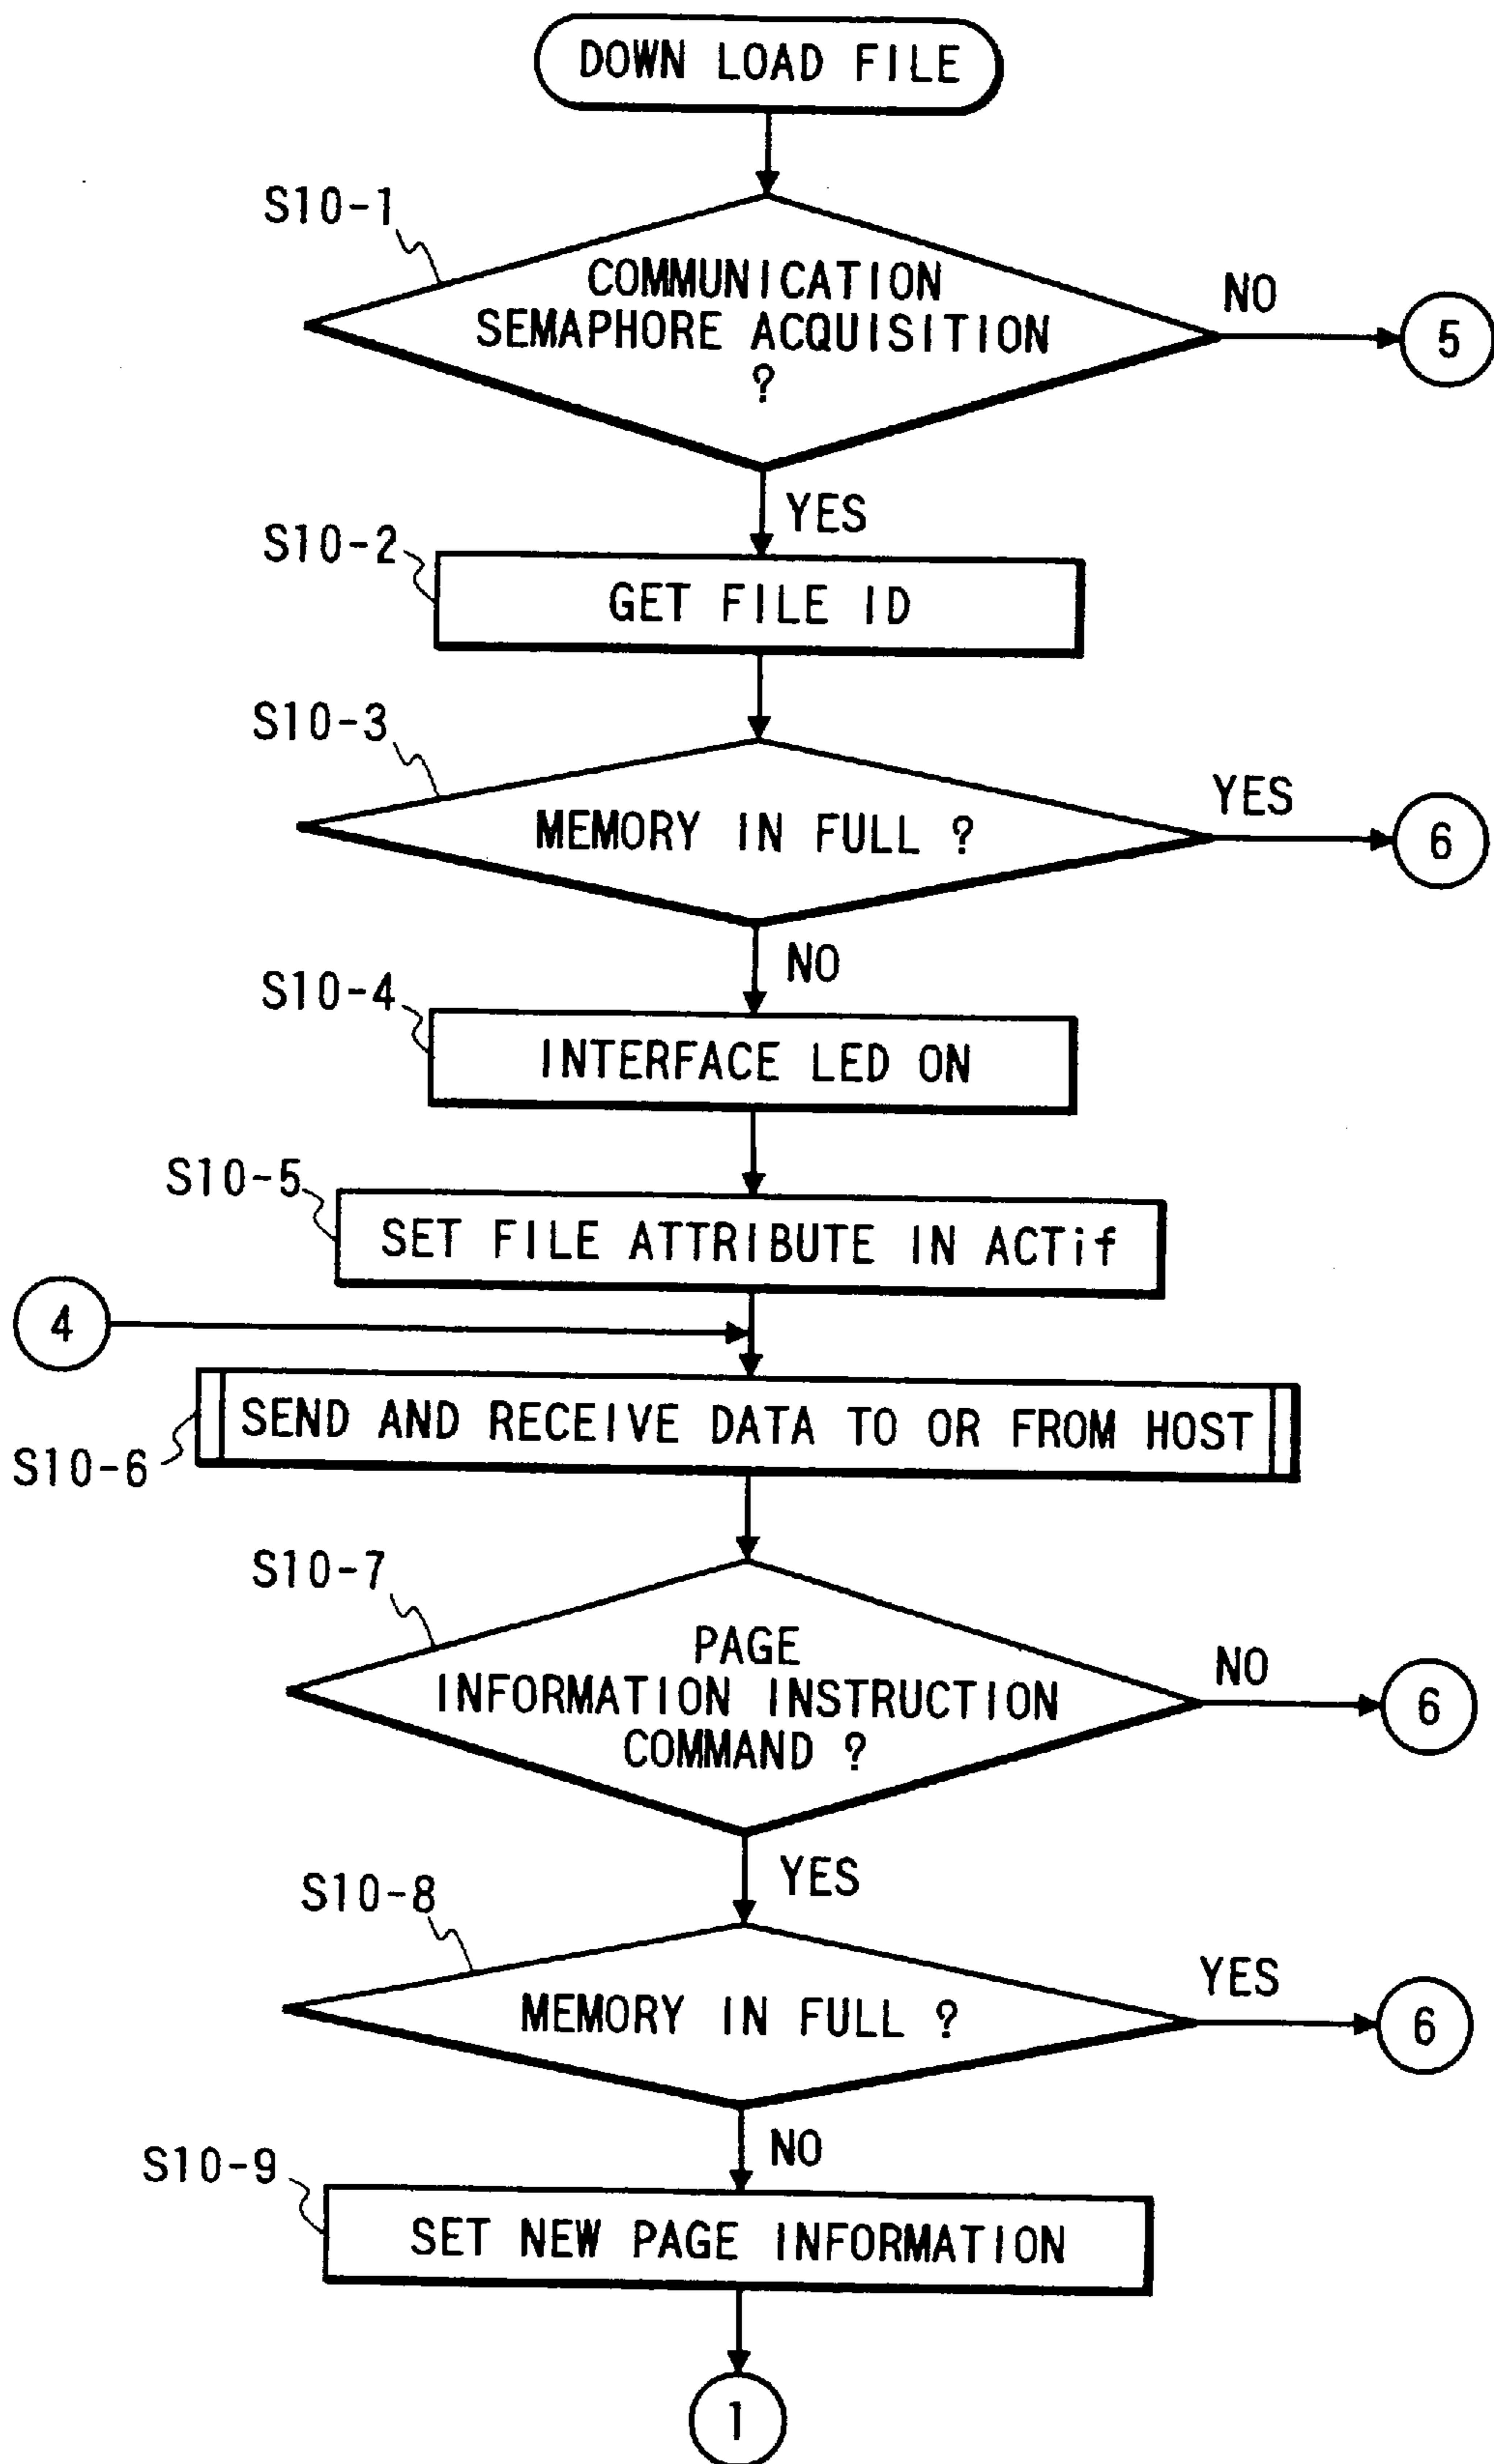 DOWN LOAD FILE
S10-1
COMMUNICATION
SEMAPHORE ACQUISITION
?
NO
5
YES
S10-2
GET FILE ID
S10-3
MEMORY IN FULL ?
YES
6
NO
S10-4
INTERFACE LED ON
S10-5
SET FILE ATTRIBUTE IN ACTif
4
SEND AND RECEIVE DATA TO OR FROM HOST
S10-6
S10-7
PAGE
INFORMATION INSTRUCTION
COMMAND ?
NO
6
YES
S10-8
MEMORY IN FULL ?
YES
6
NO
S10-9
SET NEW PAGE INFORMATION
1